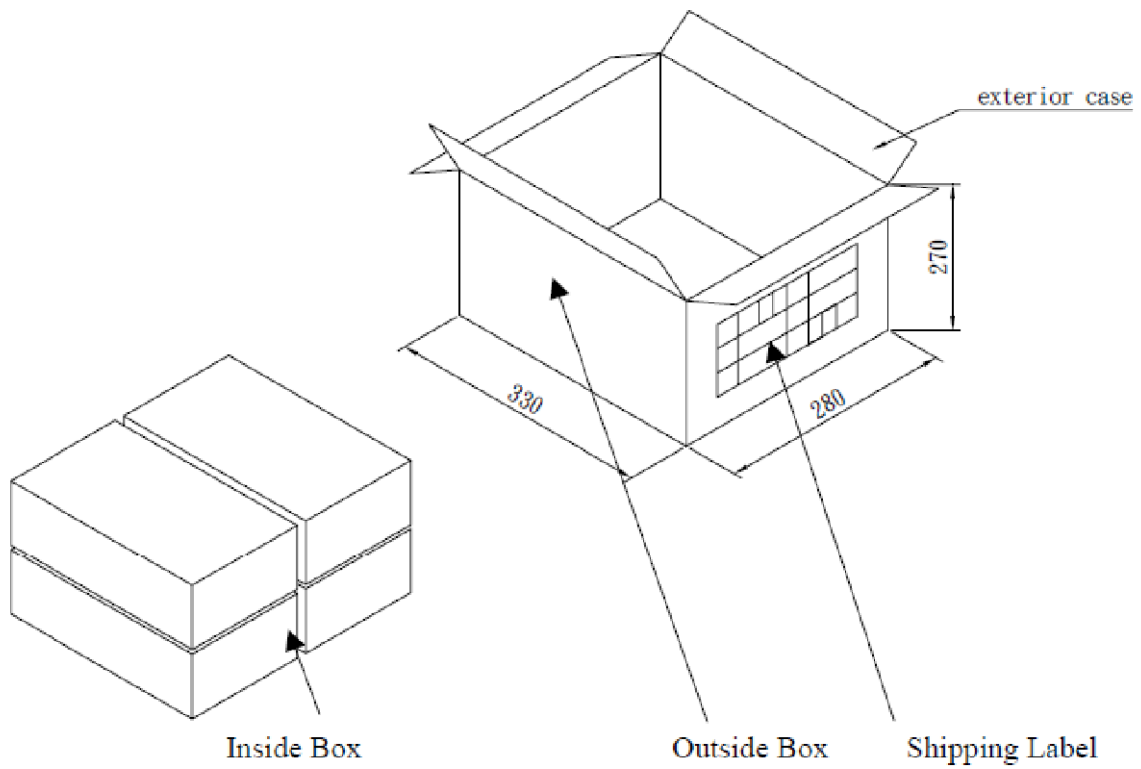 exterior case
270
330
280
Inside Box
Outside Box
Shipping Label